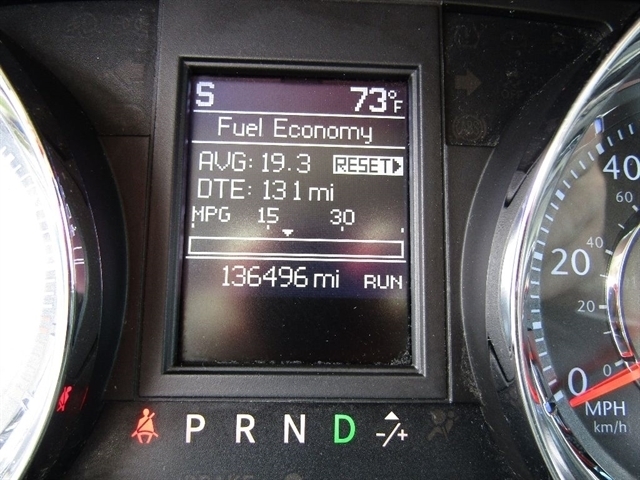 S 73°F
Fuel Economy
AVG: 19.3 RESET
DTE: 131 mi
MPG 15 30
136496 mi RUN
P R N D -/+
40
60
40
20
20
0
0
MPH
km/h